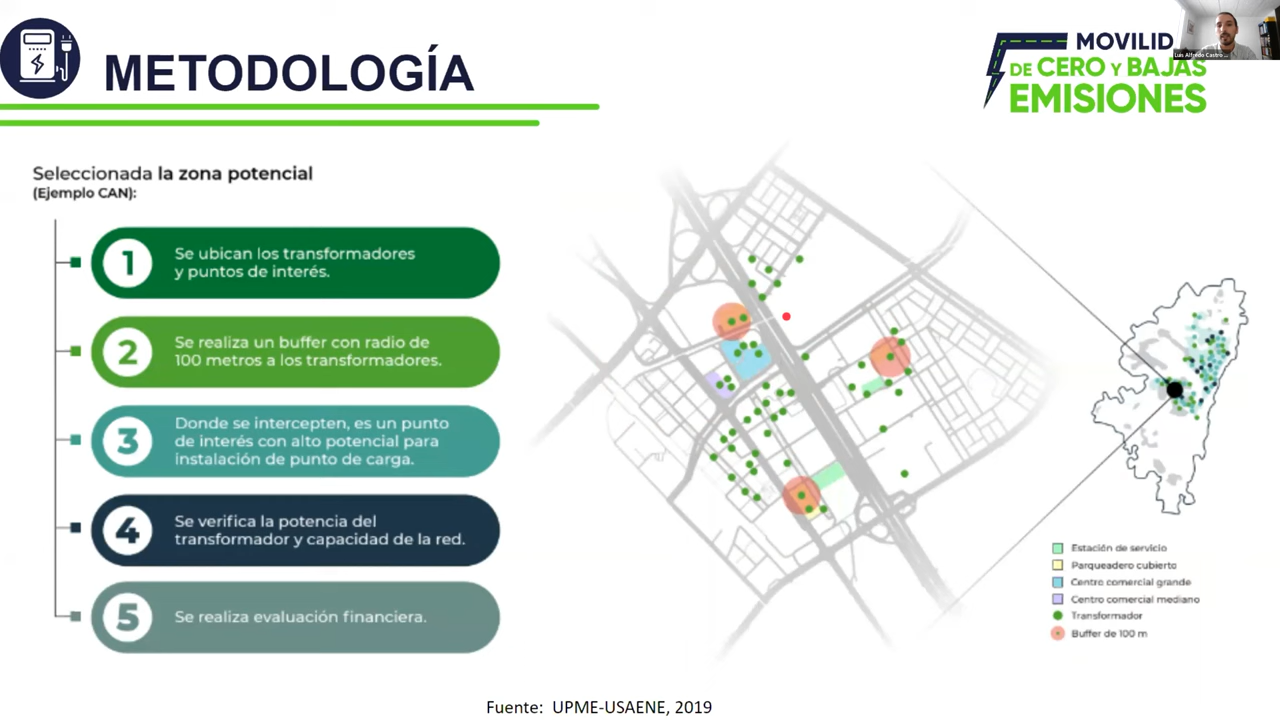 METODOLOGÍA
MOVILID
DE CERO Y BAJAS
EMISIONES
Luis Alfredo Castro ...
Seleccionada la zona potencial
(Ejemplo CAN):
1
Se ubican los transformadores
y puntos de interés.
2
Se realiza un buffer con radio de
100 metros a los transformadores.
3
Donde se intercepten, es un punto
de interés con alto potencial para
instalación de punto de carga.
4
Se verifica la potencia del
transformador y capacidad de la red.
5
Se realiza evaluación financiera.
Estación de servicio
Parqueadero cubierto
Centro comercial grande
Centro comercial mediano
Transformador
Buffer de 100 m
Fuente: UPME-USAENE, 2019